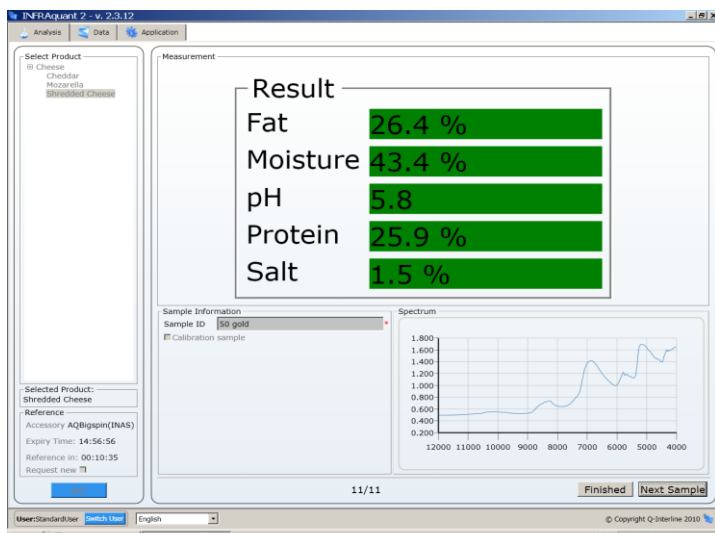 INFRAquant 2 - v. 2.3.12
Analysis Data Application
Select Product
Cheese
Cheddar
Mozarella
Shredded Cheese
Selected Product:
Shredded Cheese
Reference
Accessory AQBigspin(INAS)
Expiry Time: 14:56:56
Reference in: 00:10:35
Request new
Measurement
Result
Fat 26.4 %
Moisture 43.4 %
pH 5.8
Protein 25.9 %
Salt 1.5 %
Sample Information
Sample ID 50 gold *
Calibration sample
Spectrum
1.800
1.600
1.400
1.200
1.000
0.800
0.600
0.400
0.200
12000 11000 10000 9000 8000 7000 6000 5000 4000
11/11
Finished Next Sample
User:StandardUser Switch User English
© Copyright Q-Interline 2010